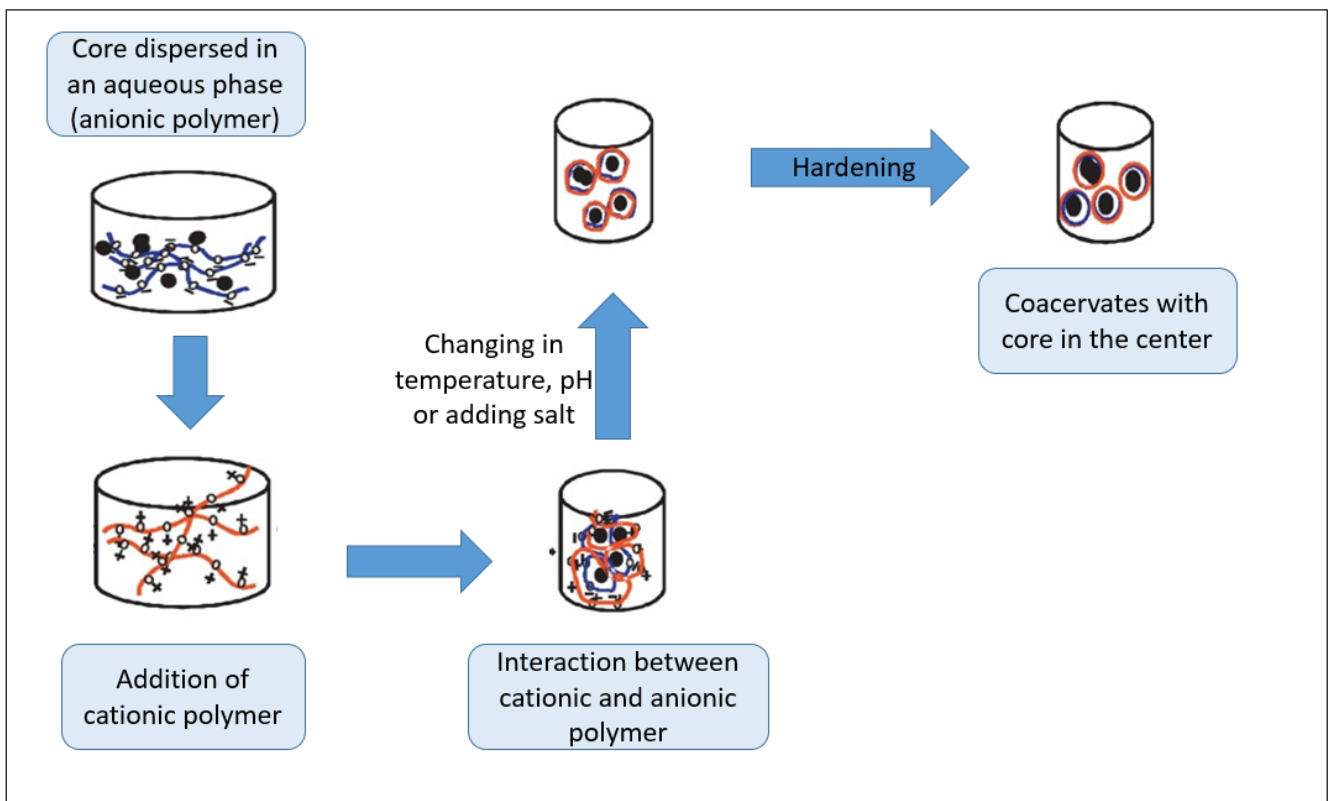 Core dispersed in
an aqueous phase
(anionic polymer)
Addition of
cationic polymer
Interaction between
cationic and anionic
polymer
Changing in
temperature, pH
or adding salt
Hardening
Coacervates with
core in the center